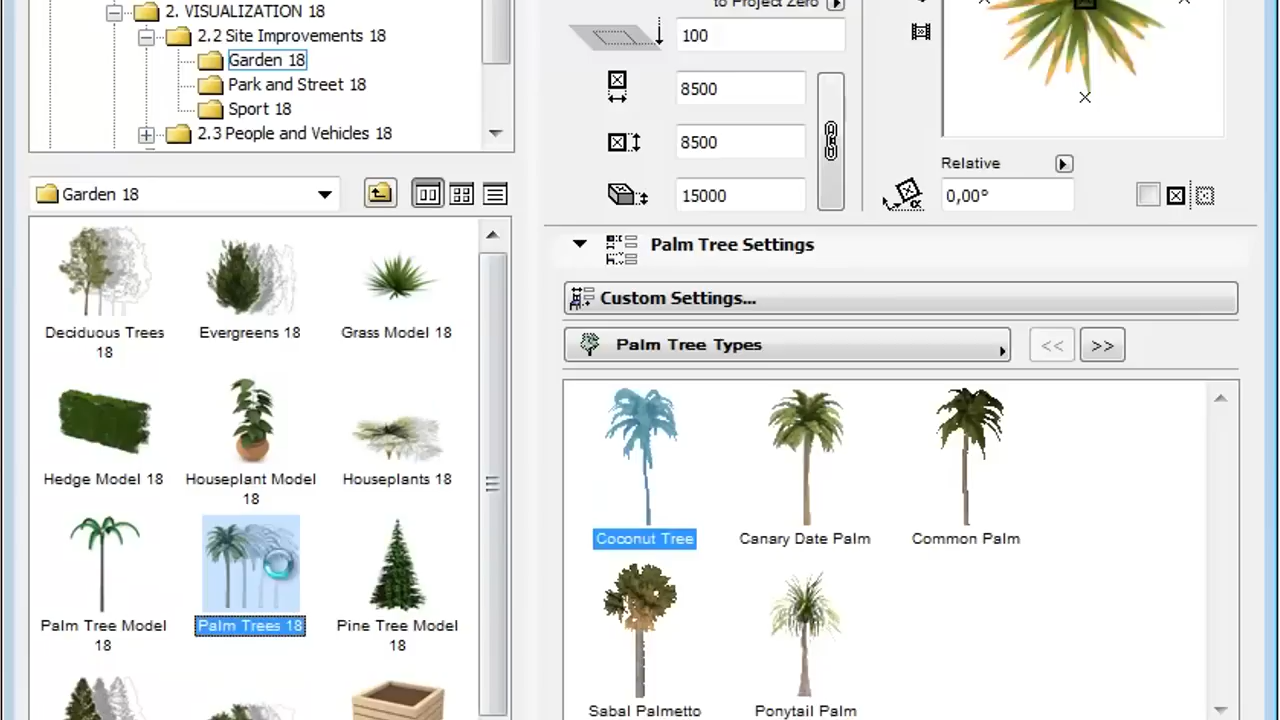 2. VISUALIZATION 18
2.2 Site Improvements 18
Garden 18
Park and Street 18
Sport 18
2.3 People and Vehicles 18
Garden 18
Deciduous Trees
18
Evergreens 18
Grass Model 18
Hedge Model 18
Houseplant Model
18
Houseplants 18
Palm Tree Model
18
Palm Trees 18
Pine Tree Model
18
to Project Zero
100
8500
8500
15000
Relative
0,00°
Palm Tree Settings
Custom Settings...
Palm Tree Types
<<
>>
Coconut Tree
Canary Date Palm
Common Palm
Sabal Palmetto
Ponytail Palm